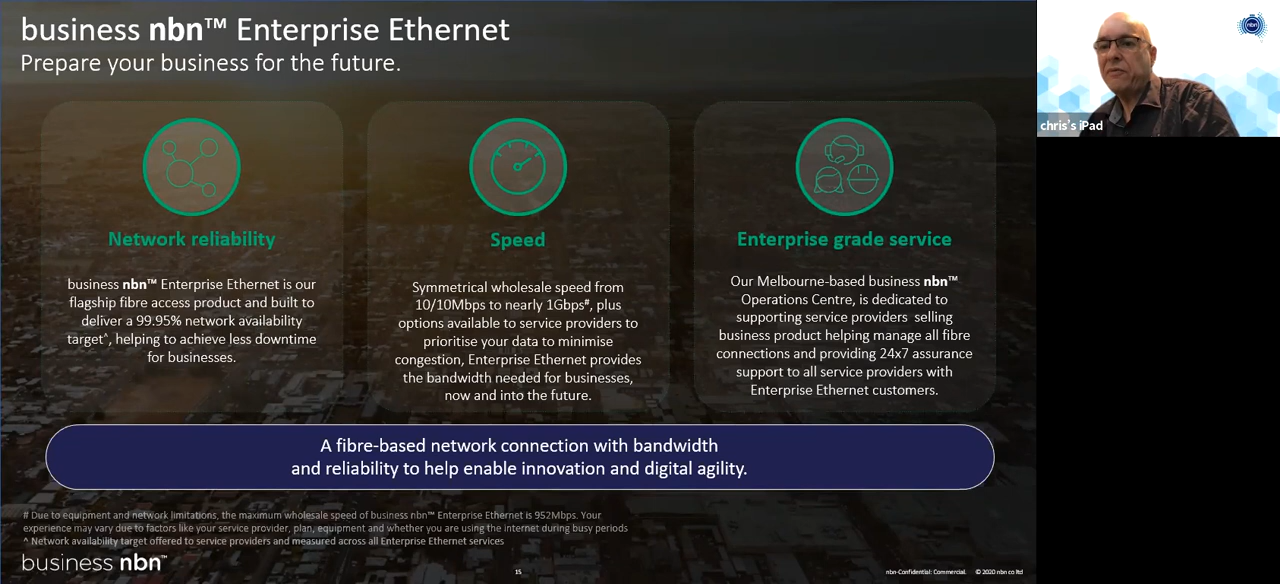 business nbn™ Enterprise Ethernet
Prepare your business for the future.
Network reliability
business nbn™ Enterprise Ethernet is our
flagship fibre access product and built to
deliver a 99.95% network availability
target^, helping to achieve less downtime
for businesses.
Speed
Symmetrical wholesale speed from
10/10Mbps to nearly 1Gbps#, plus
options available to service providers to
prioritise your data to minimise
congestion, Enterprise Ethernet provides
the bandwidth needed for businesses,
now and into the future.
Enterprise grade service
Our Melbourne-based business nbn™
Operations Centre, is dedicated to
supporting service providers selling
business product helping manage all fibre
connections and providing 24x7 assurance
support to all service providers with
Enterprise Ethernet customers.
A fibre-based network connection with bandwidth
and reliability to help enable innovation and digital agility.
# Due to equipment and network limitations, the maximum wholesale speed of business nbn™ Enterprise Ethernet is 952Mbps. Your
experience may vary due to factors like your service provider, plan, equipment and whether you are using the internet during busy periods
^ Network availability target offered to service providers and measured across all Enterprise Ethernet services
business nbn™
15
nbn-Confidential: Commercial. © 2020 nbn co ltd
nbn
chris's iPad